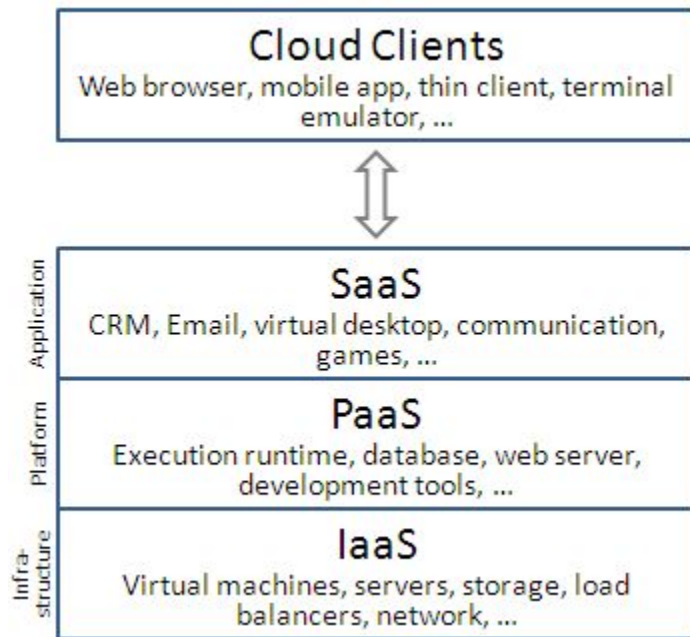 Cloud Clients
Web browser, mobile app, thin client, terminal
emulator, ...
Application
SaaS
CRM, Email, virtual desktop, communication,
games, ...
Platform
PaaS
Execution runtime, database, web server,
development tools, ...
Infra-
structure
IaaS
Virtual machines, servers, storage, load
balancers, network, ...